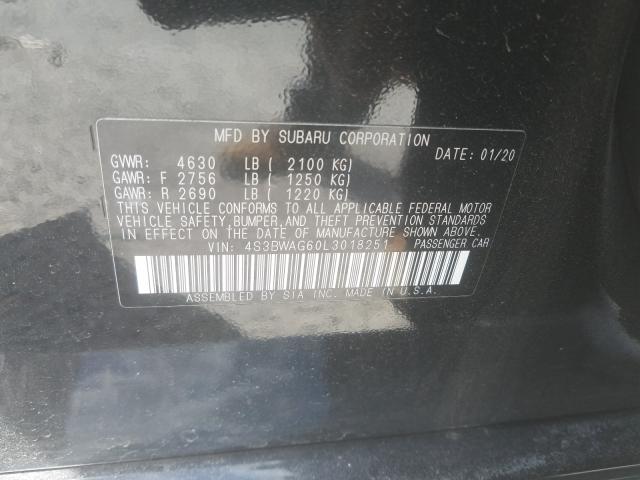 MFD BY SUBARU CORPORATION
DATE: 01/20
GVWR: 4630 LB ( 2100 KG)
GAWR: F 2756 LB ( 1250 KG)
GAWR: R 2690 LB ( 1220 KG)
THIS VEHICLE CONFORMS TO ALL APPLICABLE FEDERAL MOTOR
VEHICLE SAFETY, BUMPER, AND THEFT PREVENTION STANDARDS
IN EFFECT ON THE DATE OF MANUFACTURE SHOWN ABOVE.
VIN: 4S3BWAG60L3018251 PASSENGER CAR
ASSEMBLED BY SIA INC. MADE IN U.S.A.